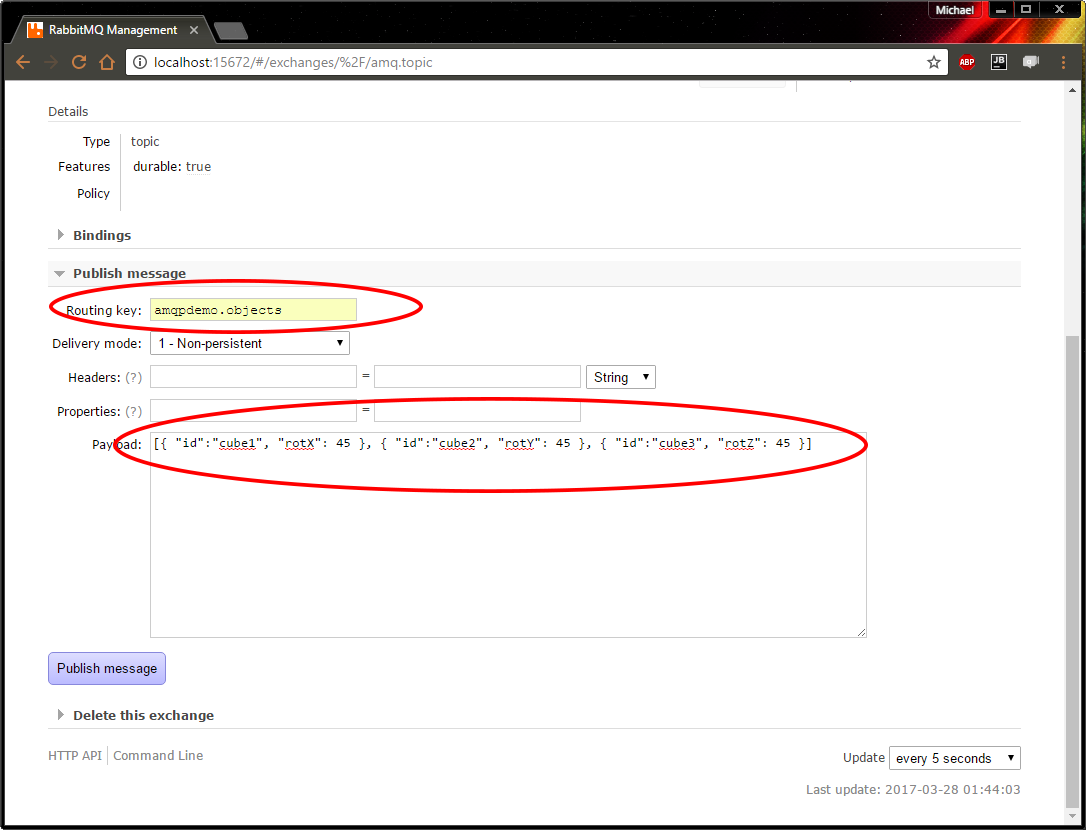 Michael
RabbitMQ Management
localhost:15672/#/exchanges/%2F/amq.topic
ABP
JB
Details
Type topic
Features durable: true
Policy
Bindings
Publish message
Routing key: amqpdemo.objects
Delivery mode: 1 - Non-persistent
Headers: (?) = String
Properties: (?) =
Payload: [{ "id":"cube1", "rotX": 45 }, { "id":"cube2", "rotY": 45 }, { "id":"cube3", "rotZ": 45 }]
Publish message
Delete this exchange
HTTP API Command Line
Update every 5 seconds
Last update: 2017-03-28 01:44:03